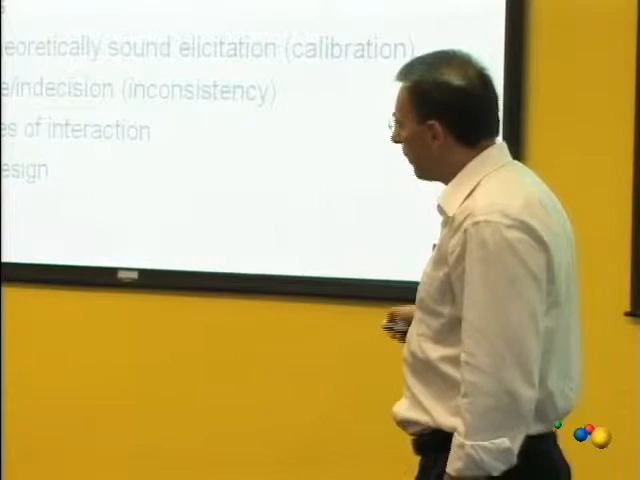 eoretically sound elicitation (calibration)
e/indecision (inconsistency)
es of interaction
esign